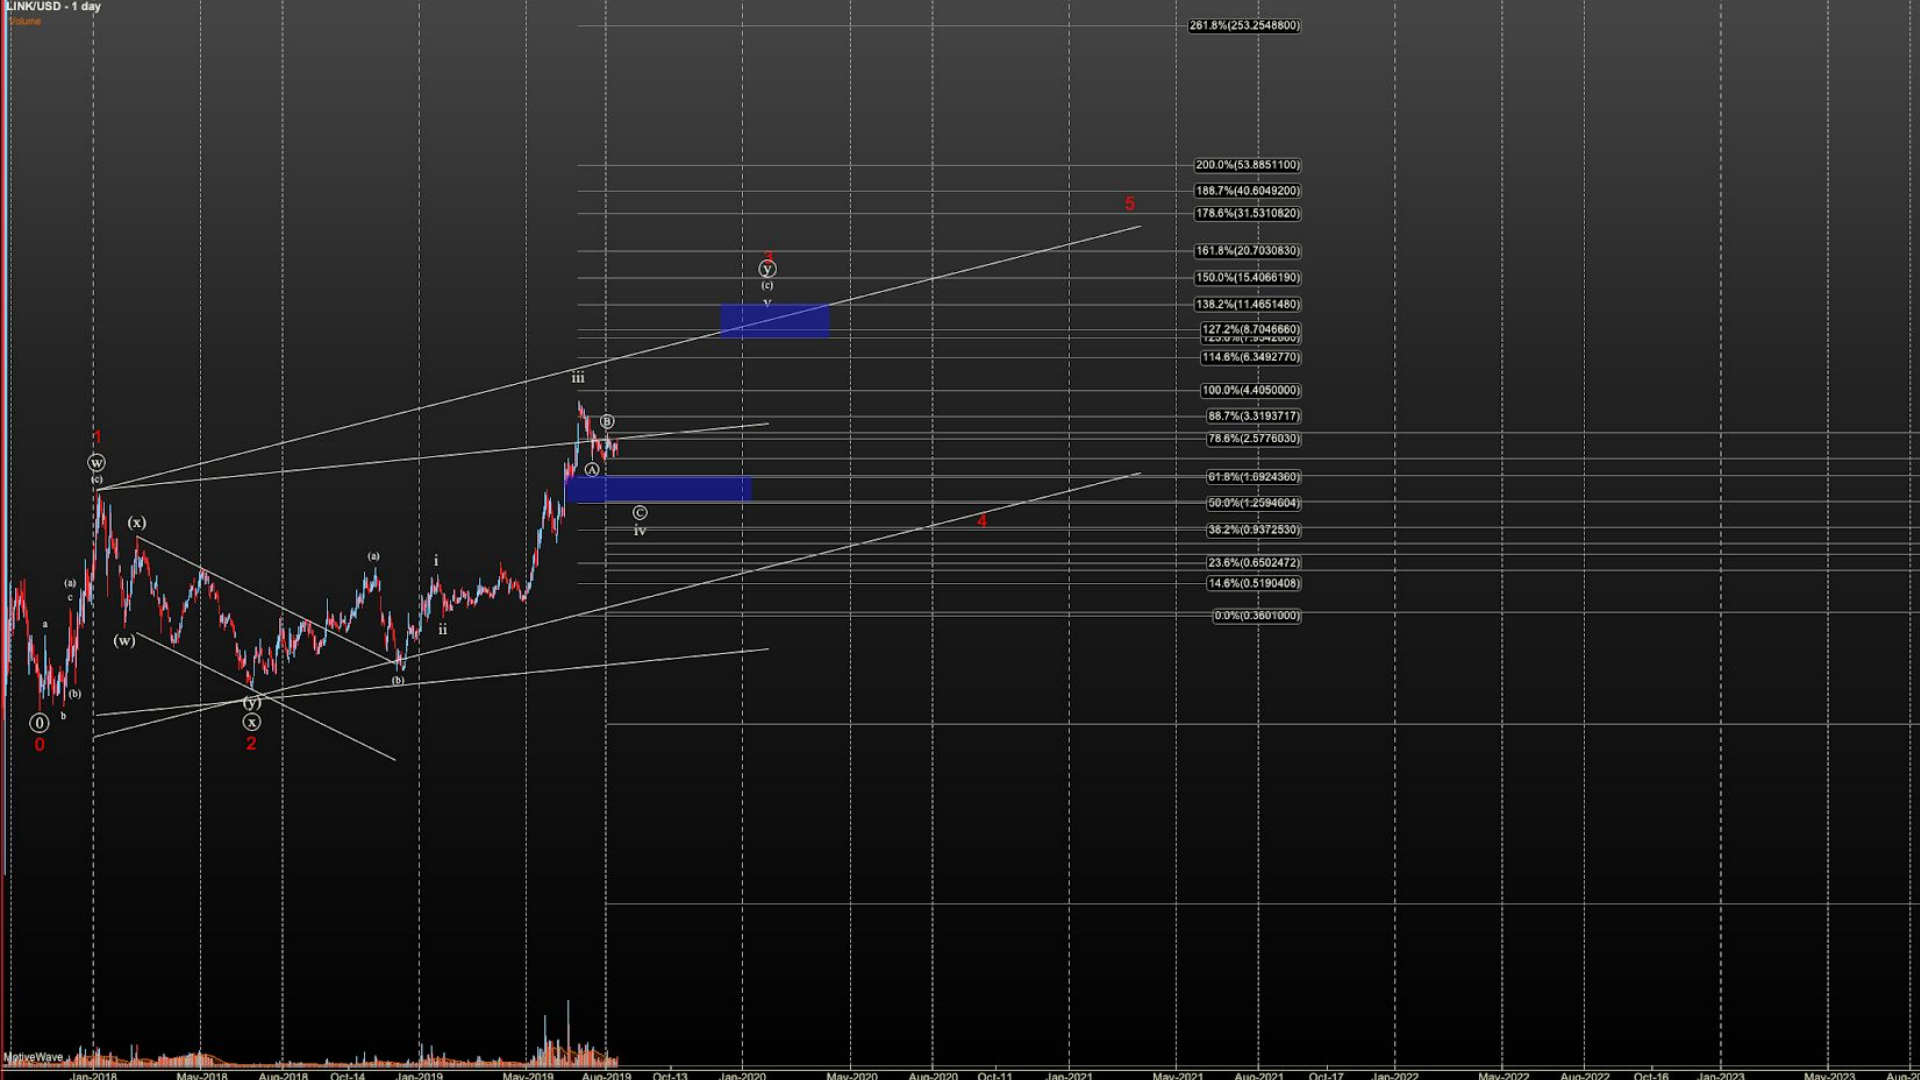 LINK/USD - 1 day
Volume
261.8%(253.2548800)
200.0%(53.8851100)
188.7%(40.6049200)
178.6%(31.5310820)
161.8%(20.7030830)
150.0%(15.4066190)
138.2%(11.4651480)
127.2%(8.7046660)
114.6%(6.3492770)
100.0%(4.4050000)
88.7%(3.3193717)
78.6%(2.5776030)
61.8%(1.6924360)
50.0%(1.2594604)
38.2%(0.9372530)
23.6%(0.6502472)
14.6%(0.5190408)
0.0%(0.3601000)
5
3
y
(c)
v
iii
B
A
C
iv
4
1
w
(c)
(x)
(a)
c
a
(w)
(b)
b
0
0
(y)
x
2
(a)
(b)
i
ii
MotiveWave
Jan-2018 May-2018 Aug-2018 Oct-14 Jan-2019 May-2019 Aug-2019 Oct-13 Jan-2020 May-2020 Aug-2020 Oct-11 Jan-2021 May-2021 Aug-2021 Oct-17 Jan-2022 May-2022 Aug-2022 Oct-16 Jan-2023 May-2023